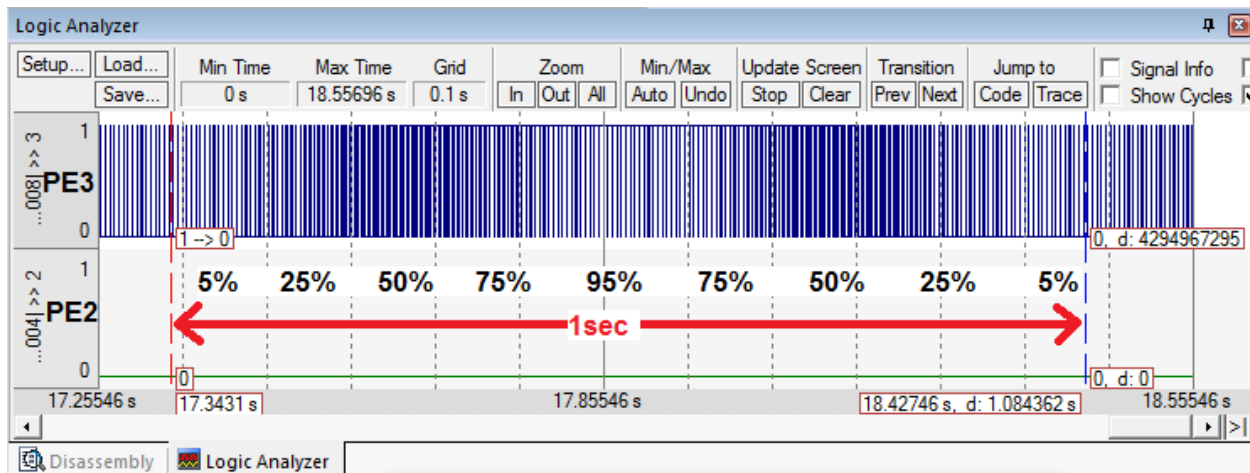 Logic Analyzer
Setup... Load... Min Time Max Time Grid Zoom Min/Max Update Screen Transition Jump to Signal Info
Save... 0 s 18.55696 s 0.1 s In Out All Auto Undo Stop Clear Prev Next Code Trace Show Cycles
1
...008| >> 3
PE3
0
1 --> 0
0, d: 4294967295
1
...004| >> 2
PE2
5% 25% 50% 75% 95% 75% 50% 25% 5%
1sec
0
0
0, d: 0
17.25546 s 17.3431 s 17.85546 s 18.42746 s, d: 1.084362 s 18.55546 s
>|
Disassembly Logic Analyzer